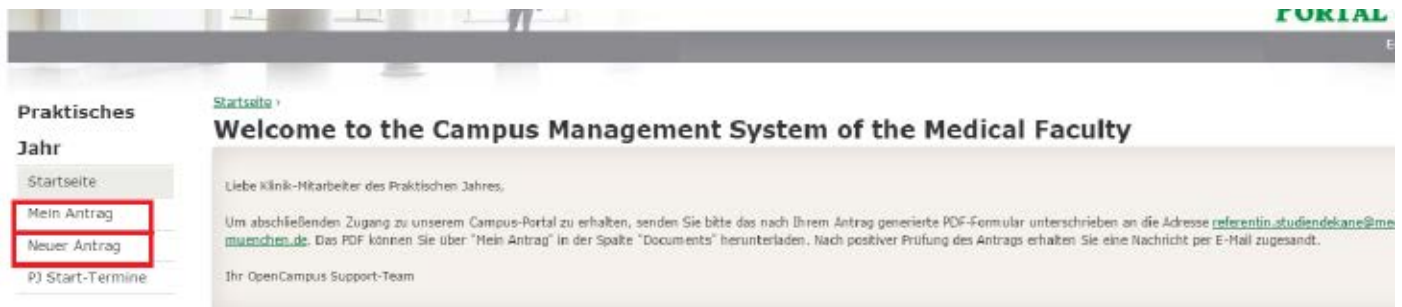 PORTAL
Praktisches
Jahr
Startseite
Mein Antrag
Neuer Antrag
PJ Start-Termine
Startseite ›
Welcome to the Campus Management System of the Medical Faculty
Liebe Klinik-Mitarbeiter des Praktischen Jahres,
Um abschließenden Zugang zu unserem Campus-Portal zu erhalten, senden Sie bitte das nach Ihrem Antrag generierte PDF-Formular unterschrieben an die Adresse referentin.studiendekane@me
muenchen.de. Das PDF können Sie über "Mein Antrag" in der Spalte "Documents" herunterladen. Nach positiver Prüfung des Antrags erhalten Sie eine Nachricht per E-Mail zugesandt.
Ihr OpenCampus Support-Team